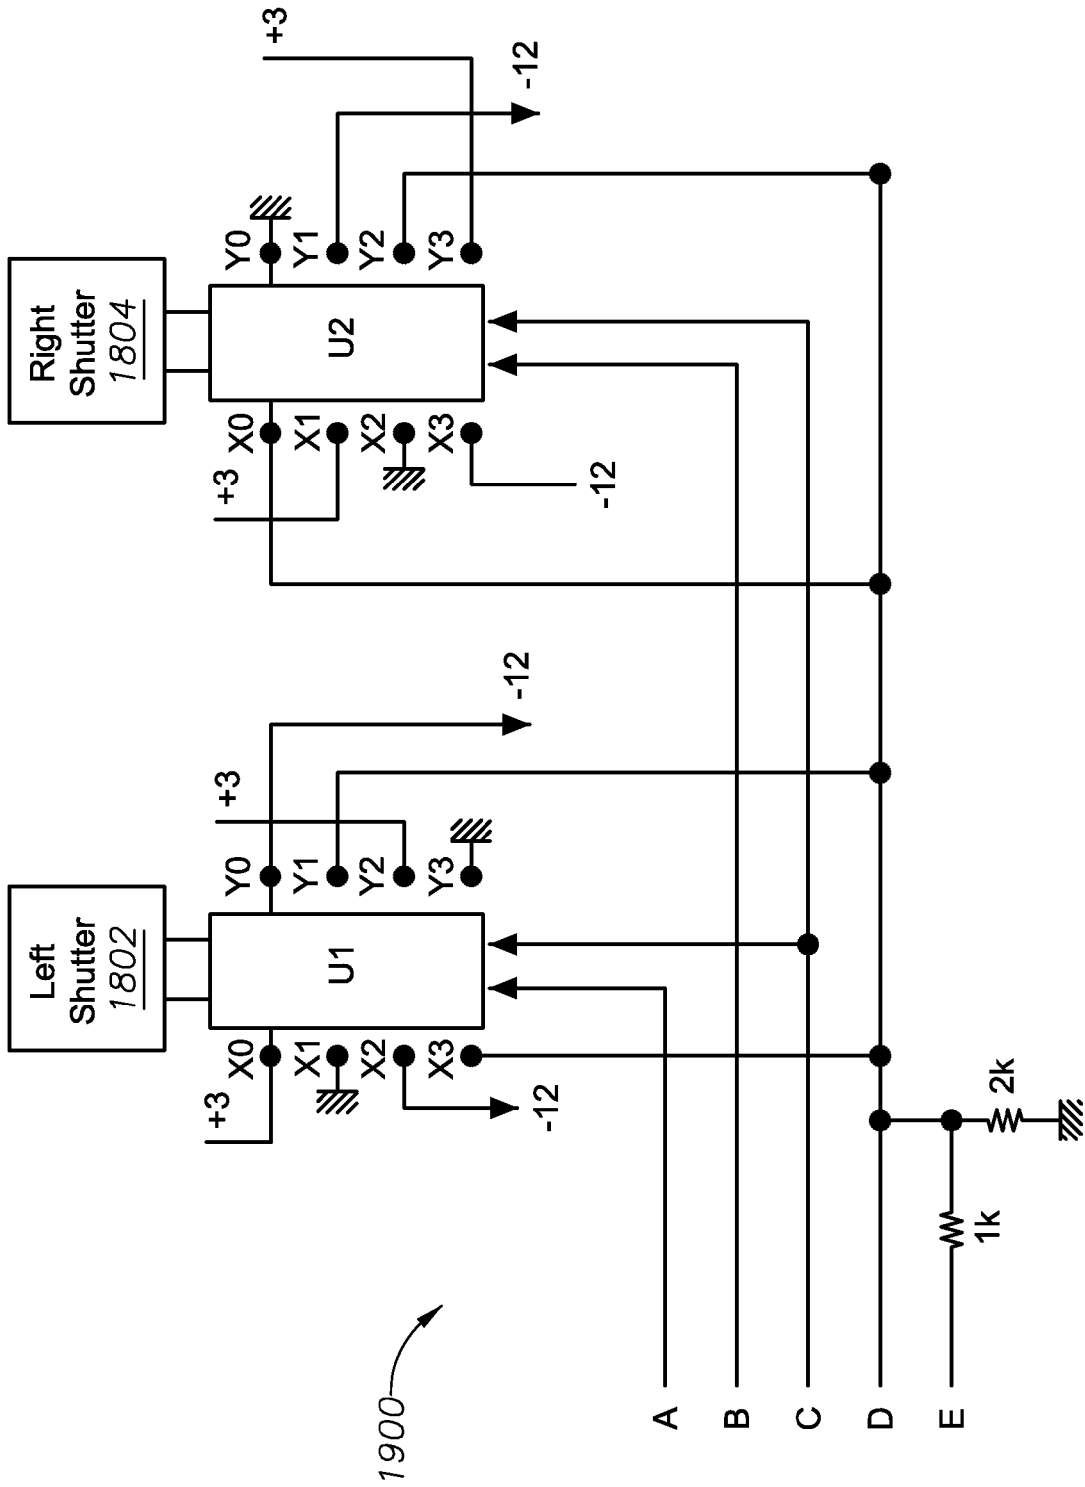 Left
Shutter
1802
Right
Shutter
1804
+3
+3
-12
+3
-12
+3
X0
Y0
X0
Y0
X1
U1
Y1
X1
U2
Y1
X2
Y2
X2
Y2
X3
Y3
X3
Y3
-12
-12
1900
A
B
C
D
E
1k
2k